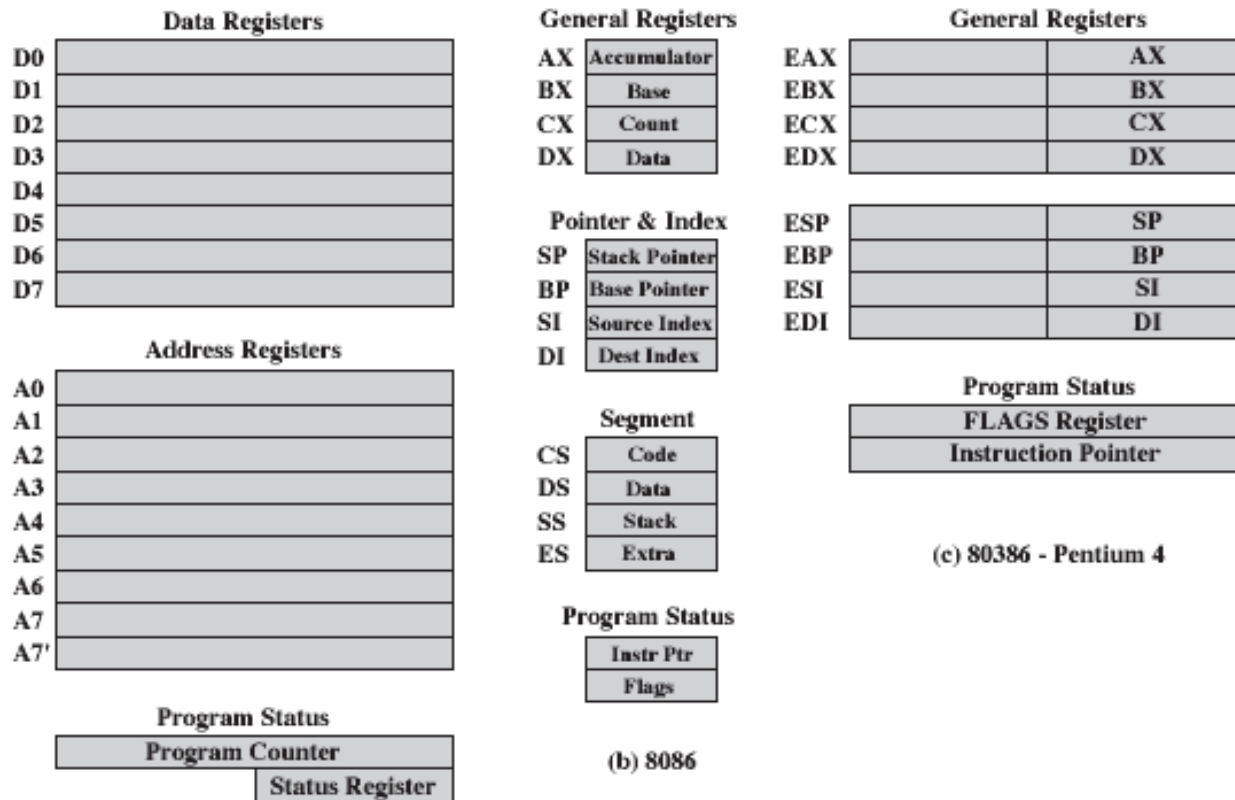 Data Registers
D0
D1
D2
D3
D4
D5
D6
D7
Address Registers
A0
A1
A2
A3
A4
A5
A6
A7
A7'
Program Status
Program Counter
Status Register
General Registers
AX Accumulator
BX Base
CX Count
DX Data
Pointer & Index
SP Stack Pointer
BP Base Pointer
SI Source Index
DI Dest Index
Segment
CS Code
DS Data
SS Stack
ES Extra
Program Status
Instr Ptr
Flags
(b) 8086
General Registers
EAX AX
EBX BX
ECX CX
EDX DX
ESP SP
EBP BP
ESI SI
EDI DI
Program Status
FLAGS Register
Instruction Pointer
(c) 80386 - Pentium 4